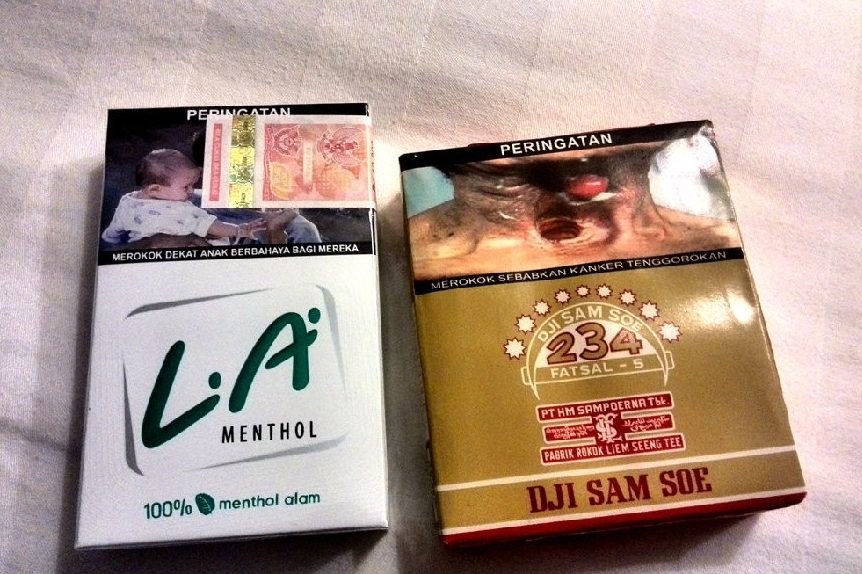 PERINGATAN
MEROKOK DEKAT ANAK BERBAHAYA BAGI MEREKA
L.A.
MENTHOL
100% menthol alam
PERINGATAN
MEROKOK SEBABKAN KANKER TENGGOROKAN
DJI SAM SOE
234
FATSAL - 5
PT HM SAMPOERNA Tbk.
PABRIK ROKOK LIEM SEENG TEE
DJI SAM SOE